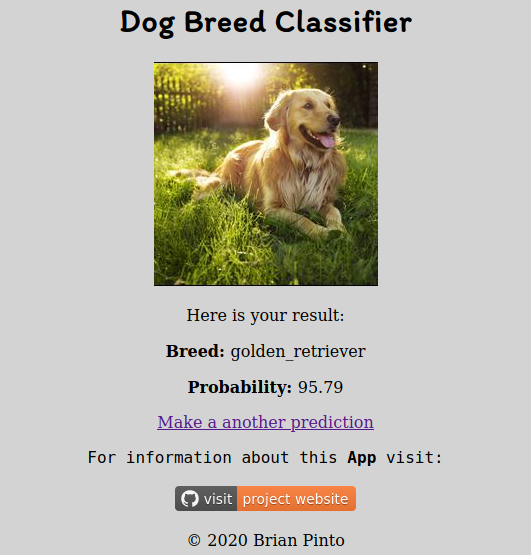 Dog Breed Classifier
Here is your result:
Breed: golden_retriever
Probability: 95.79
Make a another prediction
For information about this App visit:
visit project website
© 2020 Brian Pinto